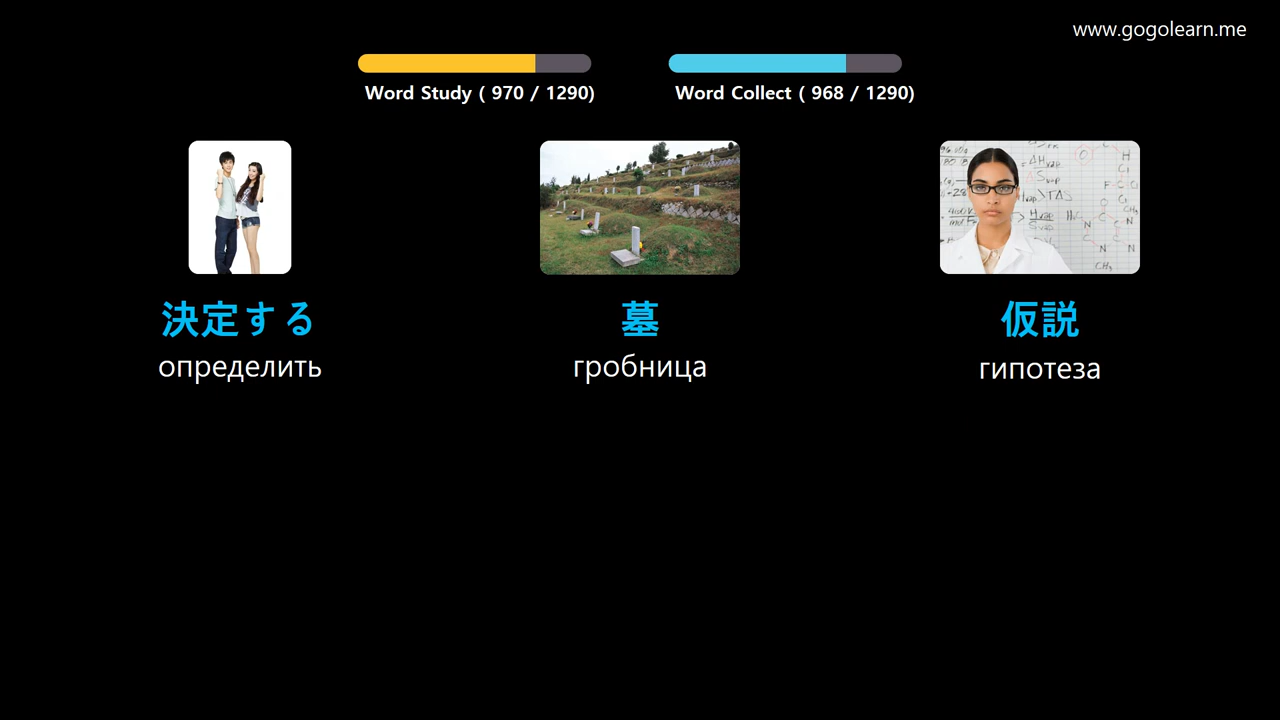 www.gogolearn.me
Word Study ( 970 / 1290)
Word Collect ( 968 / 1290)
決定する
墓
仮説
определить
гробница
гипотеза